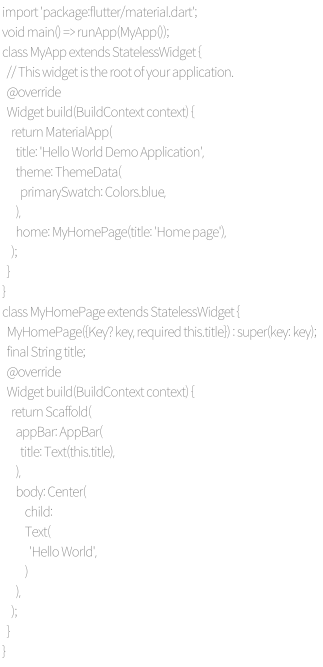 import 'package:flutter/material.dart';
void main() => runApp(MyApp());
class MyApp extends StatelessWidget {
  // This widget is the root of your application.
  @override
  Widget build(BuildContext context) {
    return MaterialApp(
      title: 'Hello World Demo Application',
      theme: ThemeData(
        primarySwatch: Colors.blue,
      ),
      home: MyHomePage(title: 'Home page'),
    );
  }
}
class MyHomePage extends StatelessWidget {
  MyHomePage({Key? key, required this.title}) : super(key: key);
  final String title;
  @override
  Widget build(BuildContext context) {
    return Scaffold(
      appBar: AppBar(
        title: Text(this.title),
      ),
      body: Center(
          child:
          Text(
            'Hello World',
          )
      ),
    );
  }
}